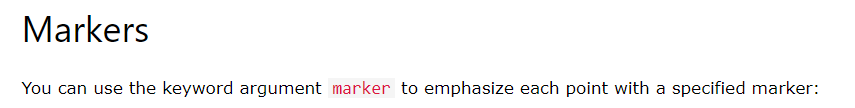 Markers
You can use the keyword argument marker to emphasize each point with a specified marker: